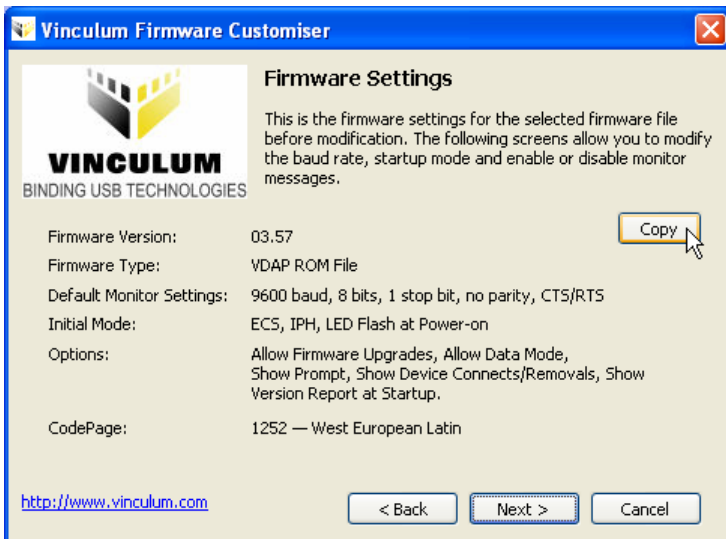 Vinculum Firmware Customiser
VINCULUM
BINDING USB TECHNOLOGIES
Firmware Settings
This is the firmware settings for the selected firmware file
before modification. The following screens allow you to modify
the baud rate, startup mode and enable or disable monitor
messages.
Copy
Firmware Version: 03.57
Firmware Type: VDAP ROM File
Default Monitor Settings: 9600 baud, 8 bits, 1 stop bit, no parity, CTS/RTS
Initial Mode: ECS, IPH, LED Flash at Power-on
Options: Allow Firmware Upgrades, Allow Data Mode,
Show Prompt, Show Device Connects/Removals, Show
Version Report at Startup.
CodePage: 1252 — West European Latin
http://www.vinculum.com
< Back
Next >
Cancel